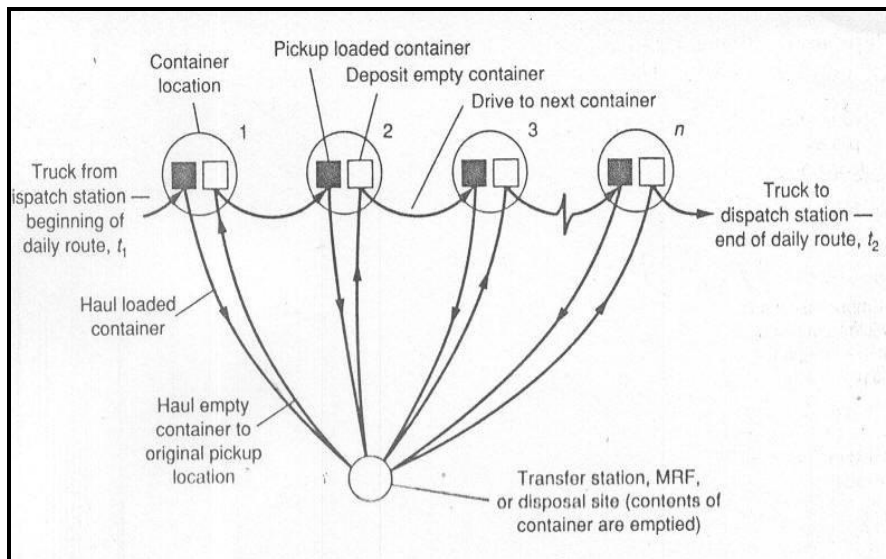 Pickup loaded container
Container
location
Deposit empty container
Drive to next container
1
2
3
n
Truck from
ispatch station —
beginning of
daily route, t1
Truck to
dispatch station —
end of daily route, t2
Haul loaded
container
Haul empty
container to
original pickup
location
Transfer station, MRF,
or disposal site (contents of
container are emptied)